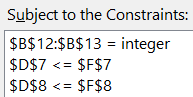 Subject to the Constraints:
$B$12:$B$13 = integer
$D$7 <= $F$7
$D$8 <= $F$8